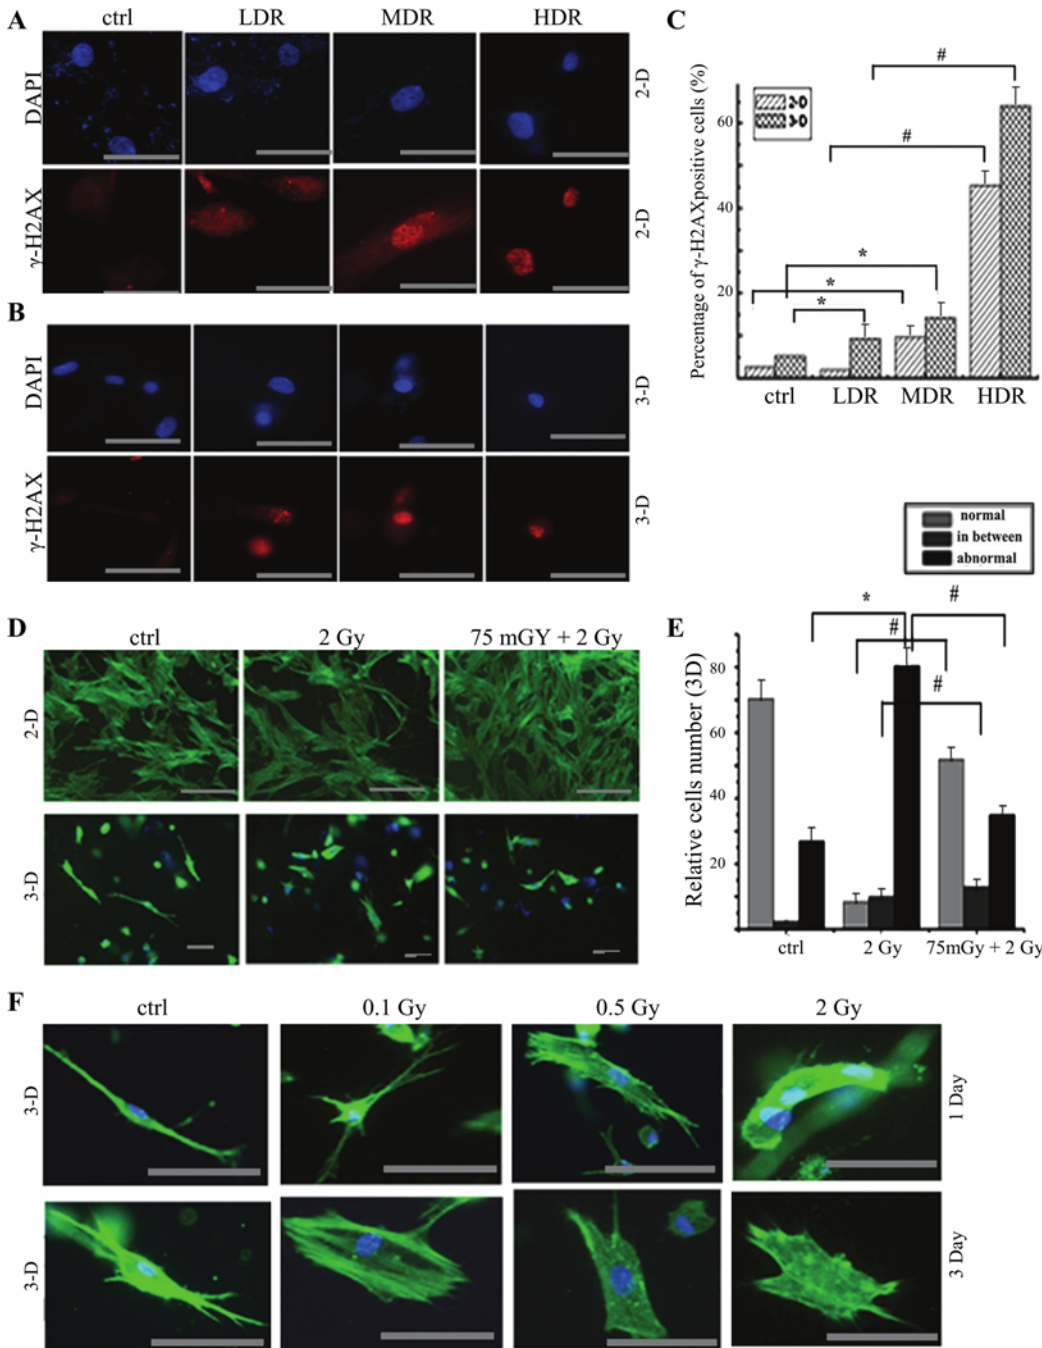 A
ctrl
LDR
MDR
HDR
DAPI
2-D
γ-H2AX
2-D
B
DAPI
3-D
γ-H2AX
3-D
C
Percentage of γ-H2AXpositive cells (%)
2-D
3-D
60
40
20
#
#
*
*
*
ctrl
LDR
MDR
HDR
D
ctrl
2 Gy
75 mGY + 2 Gy
2-D
3-D
normal
in between
abnormal
E
Relative cells number (3D)
80
60
40
20
*
#
#
#
ctrl
2 Gy
75mGy + 2 Gy
F
ctrl
0.1 Gy
0.5 Gy
2 Gy
3-D
1 Day
3-D
3 Day